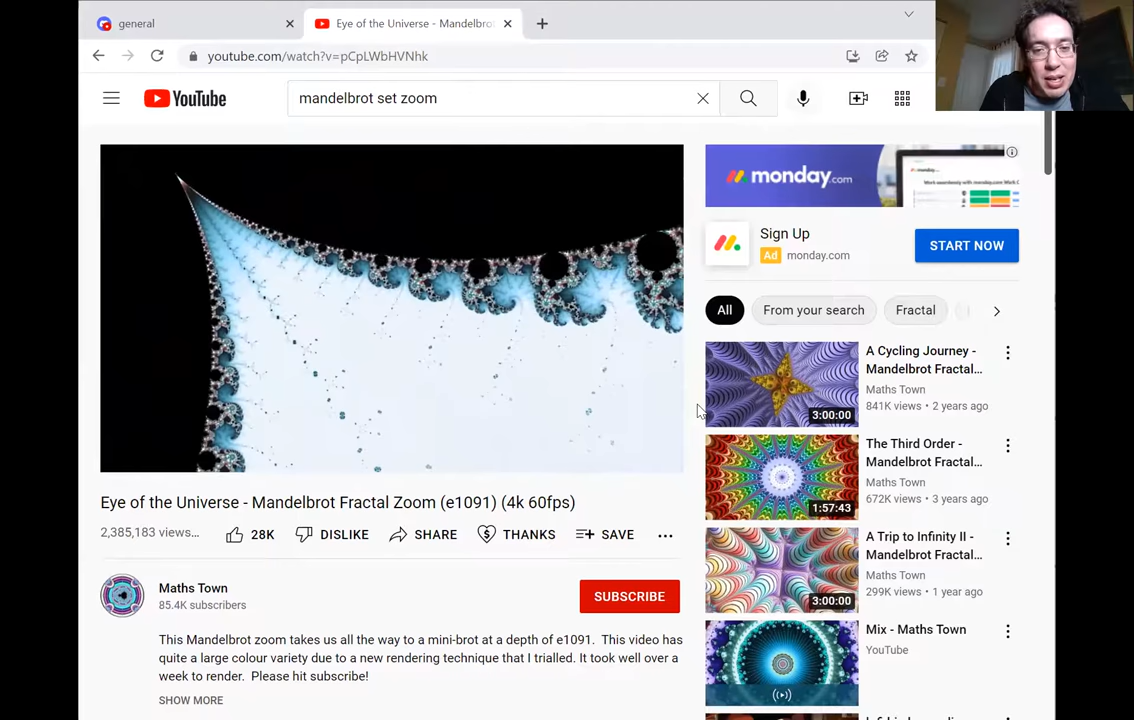 general
Eye of the Universe - Mandelbrot
youtube.com/watch?v=pCpLWbHVNhk
YouTube
mandelbrot set zoom
monday.com
Sign Up
Ad monday.com
START NOW
All
From your search
Fractal
A Cycling Journey -
Mandelbrot Fractal...
Maths Town
841K views • 2 years ago
3:00:00
The Third Order -
Mandelbrot Fractal...
Maths Town
672K views • 3 years ago
1:57:43
A Trip to Infinity II -
Mandelbrot Fractal...
Maths Town
299K views • 1 year ago
3:00:00
Mix - Maths Town
YouTube
Eye of the Universe - Mandelbrot Fractal Zoom (e1091) (4k 60fps)
2,385,183 views...
28K
DISLIKE
SHARE
THANKS
SAVE
Maths Town
85.4K subscribers
SUBSCRIBE
This Mandelbrot zoom takes us all the way to a mini-brot at a depth of e1091.  This video has
quite a large colour variety due to a new rendering technique that I trialled. It took well over a
week to render.  Please hit subscribe!
SHOW MORE